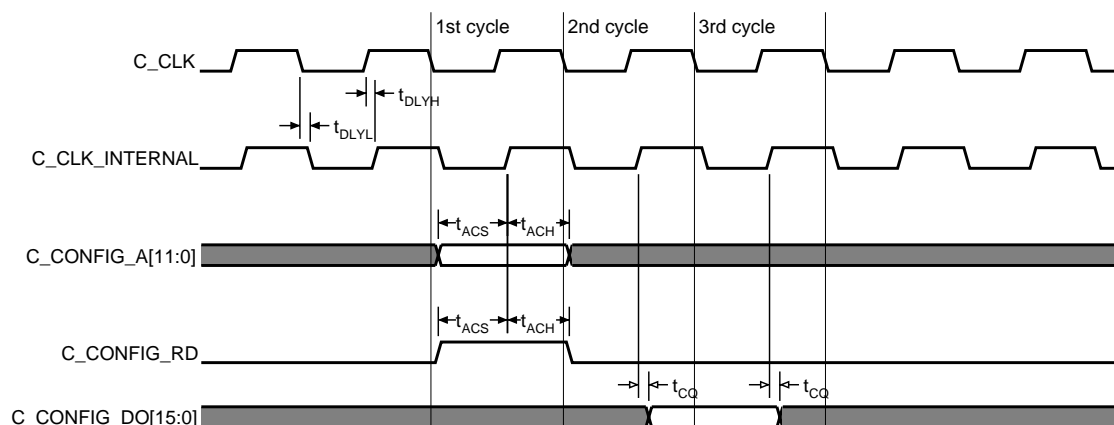 1st cycle
2nd cycle
3rd cycle
C_CLK
tDLYH
tDLYL
C_CLK_INTERNAL
tACS
tACH
C_CONFIG_A[11:0]
tACS
tACH
C_CONFIG_RD
tCQ
tCQ
C_CONFIG_DO[15:0]